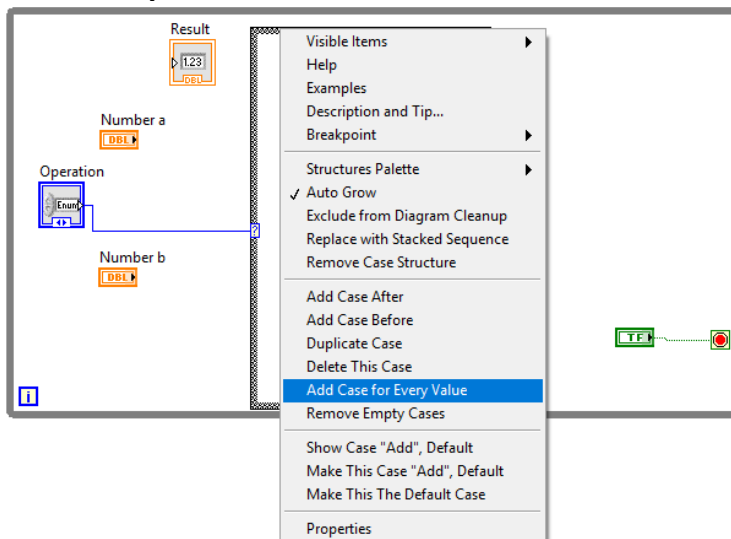 Result
1.23
DBL
Number a
DBL
Operation
Enum
?
Number b
DBL
TF
i
Visible Items
Help
Examples
Description and Tip...
Breakpoint
Structures Palette
✓ Auto Grow
Exclude from Diagram Cleanup
Replace with Stacked Sequence
Remove Case Structure
Add Case After
Add Case Before
Duplicate Case
Delete This Case
Add Case for Every Value
Remove Empty Cases
Show Case "Add", Default
Make This Case "Add", Default
Make This The Default Case
Properties